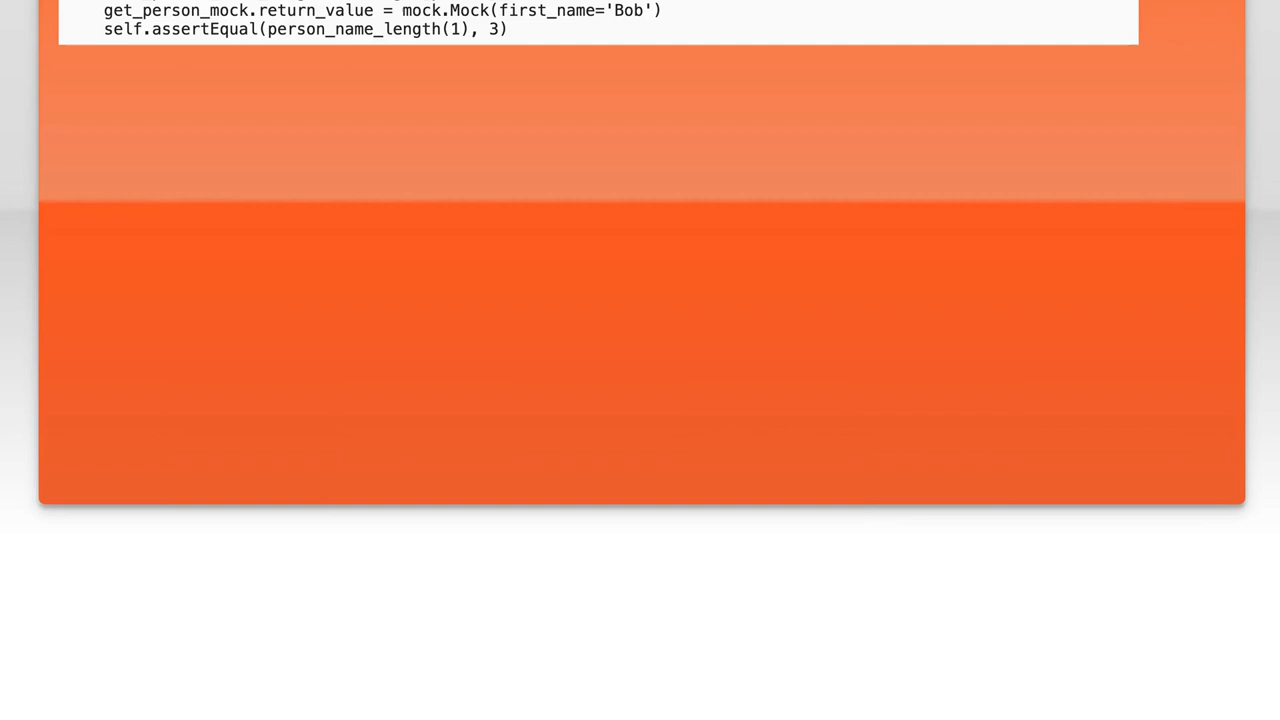 get_person_mock.return_value = mock.Mock(first_name='Bob')
self.assertEqual(person_name_length(1), 3)